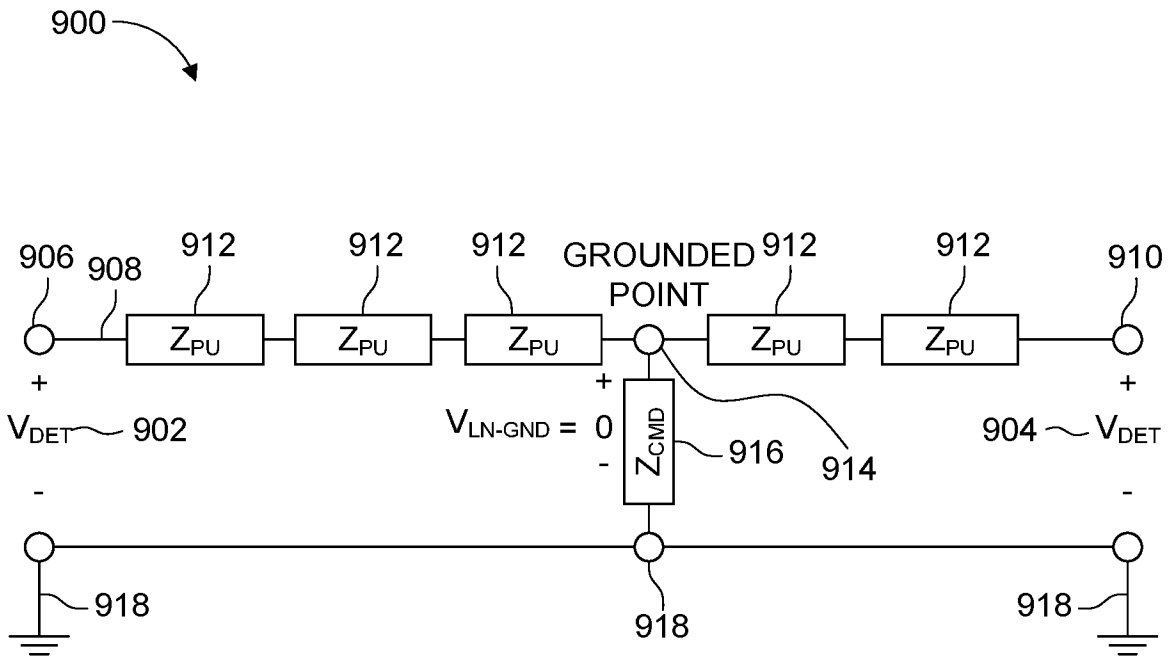 900
912 912 912 GROUNDED POINT 912 912
906 908 910
Z_PU Z_PU Z_PU Z_PU Z_PU
+ + +
V_DET 902 V_LN-GND = 0 Z_CMD 916 914 904 V_DET
- - -
918 918 918